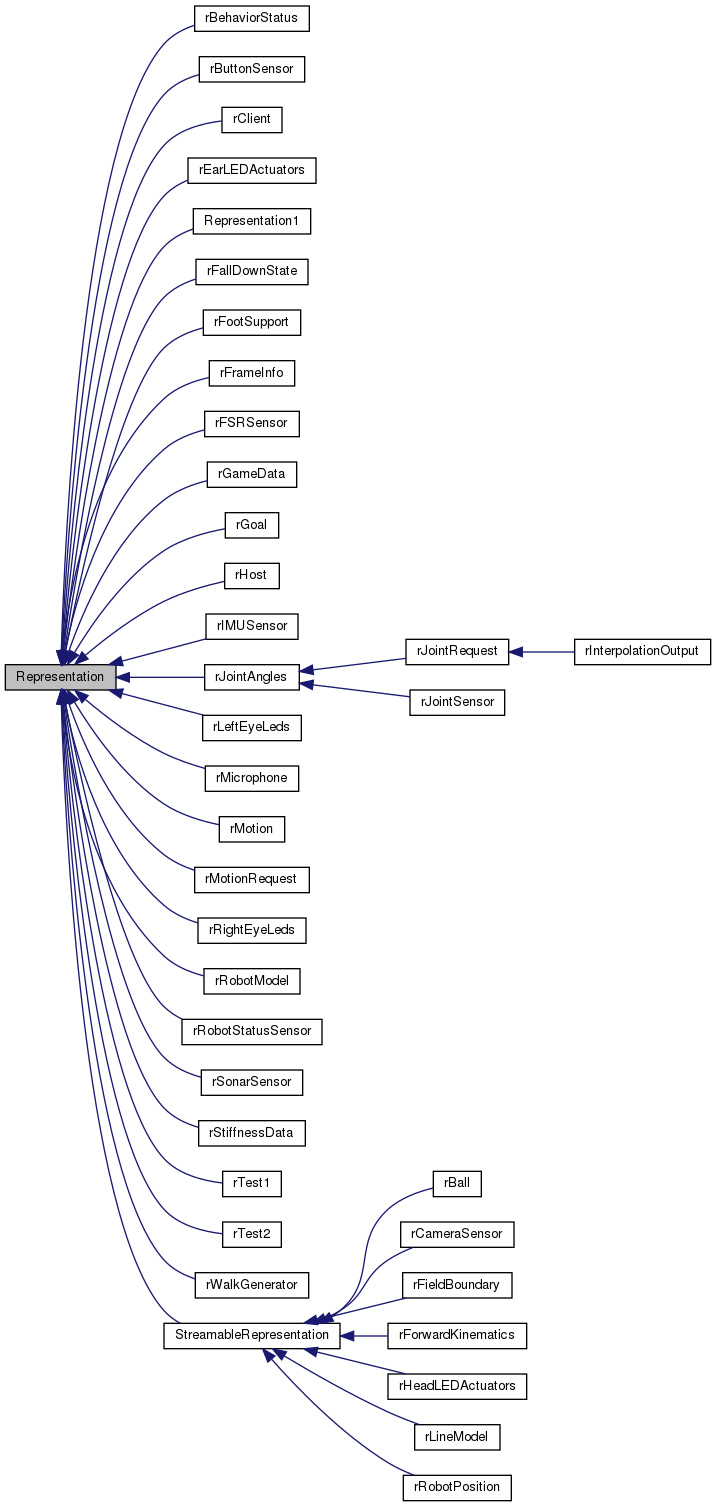 rBehaviorStatus
rButtonSensor
rClient
rEarLEDActuators
Representation1
rFallDownState
rFootSupport
rFrameInfo
rFSRSensor
rGameData
rGoal
rHost
rIMUSensor
Representation
rJointAngles
rJointRequest
rInterpolationOutput
rJointSensor
rLeftEyeLeds
rMicrophone
rMotion
rMotionRequest
rRightEyeLeds
rRobotModel
rRobotStatusSensor
rSonarSensor
rStiffnessData
rTest1
rTest2
rWalkGenerator
StreamableRepresentation
rBall
rCameraSensor
rFieldBoundary
rForwardKinematics
rHeadLEDActuators
rLineModel
rRobotPosition